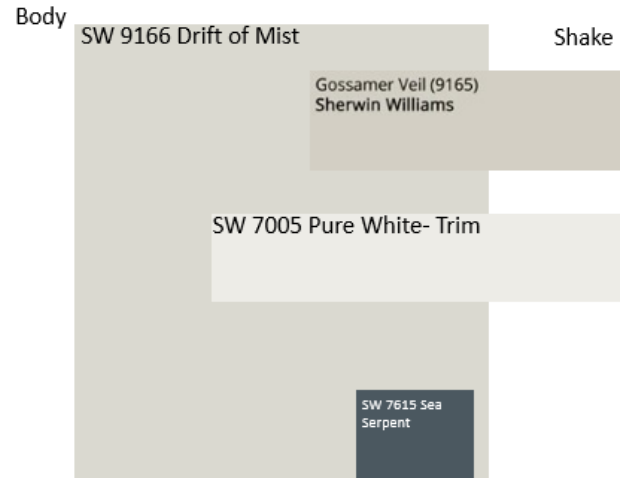 Body
SW 9166 Drift of Mist
Shake
Gossamer Veil (9165)
Sherwin Williams
SW 7005 Pure White- Trim
SW 7615 Sea
Serpent